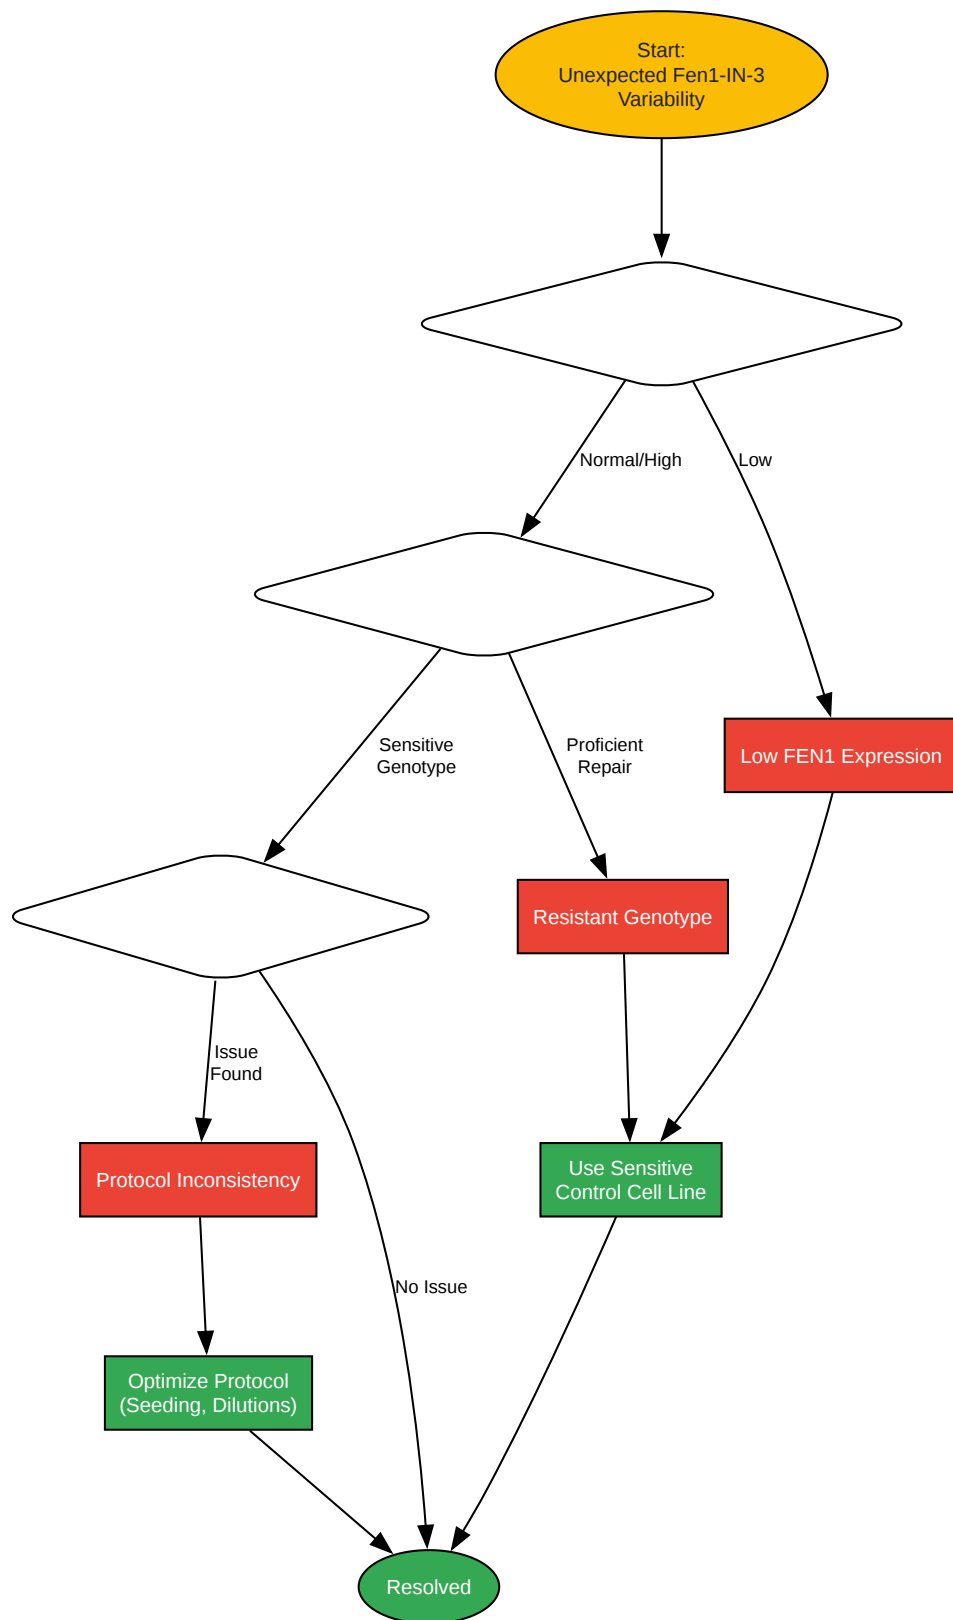 Start:
Unexpected Fen1-IN-3
Variability
Normal/High
Low
Sensitive
Genotype
Proficient
Repair
Low FEN1 Expression
Resistant Genotype
Issue
Found
Protocol Inconsistency
Use Sensitive
Control Cell Line
No Issue
Optimize Protocol
(Seeding, Dilutions)
Resolved